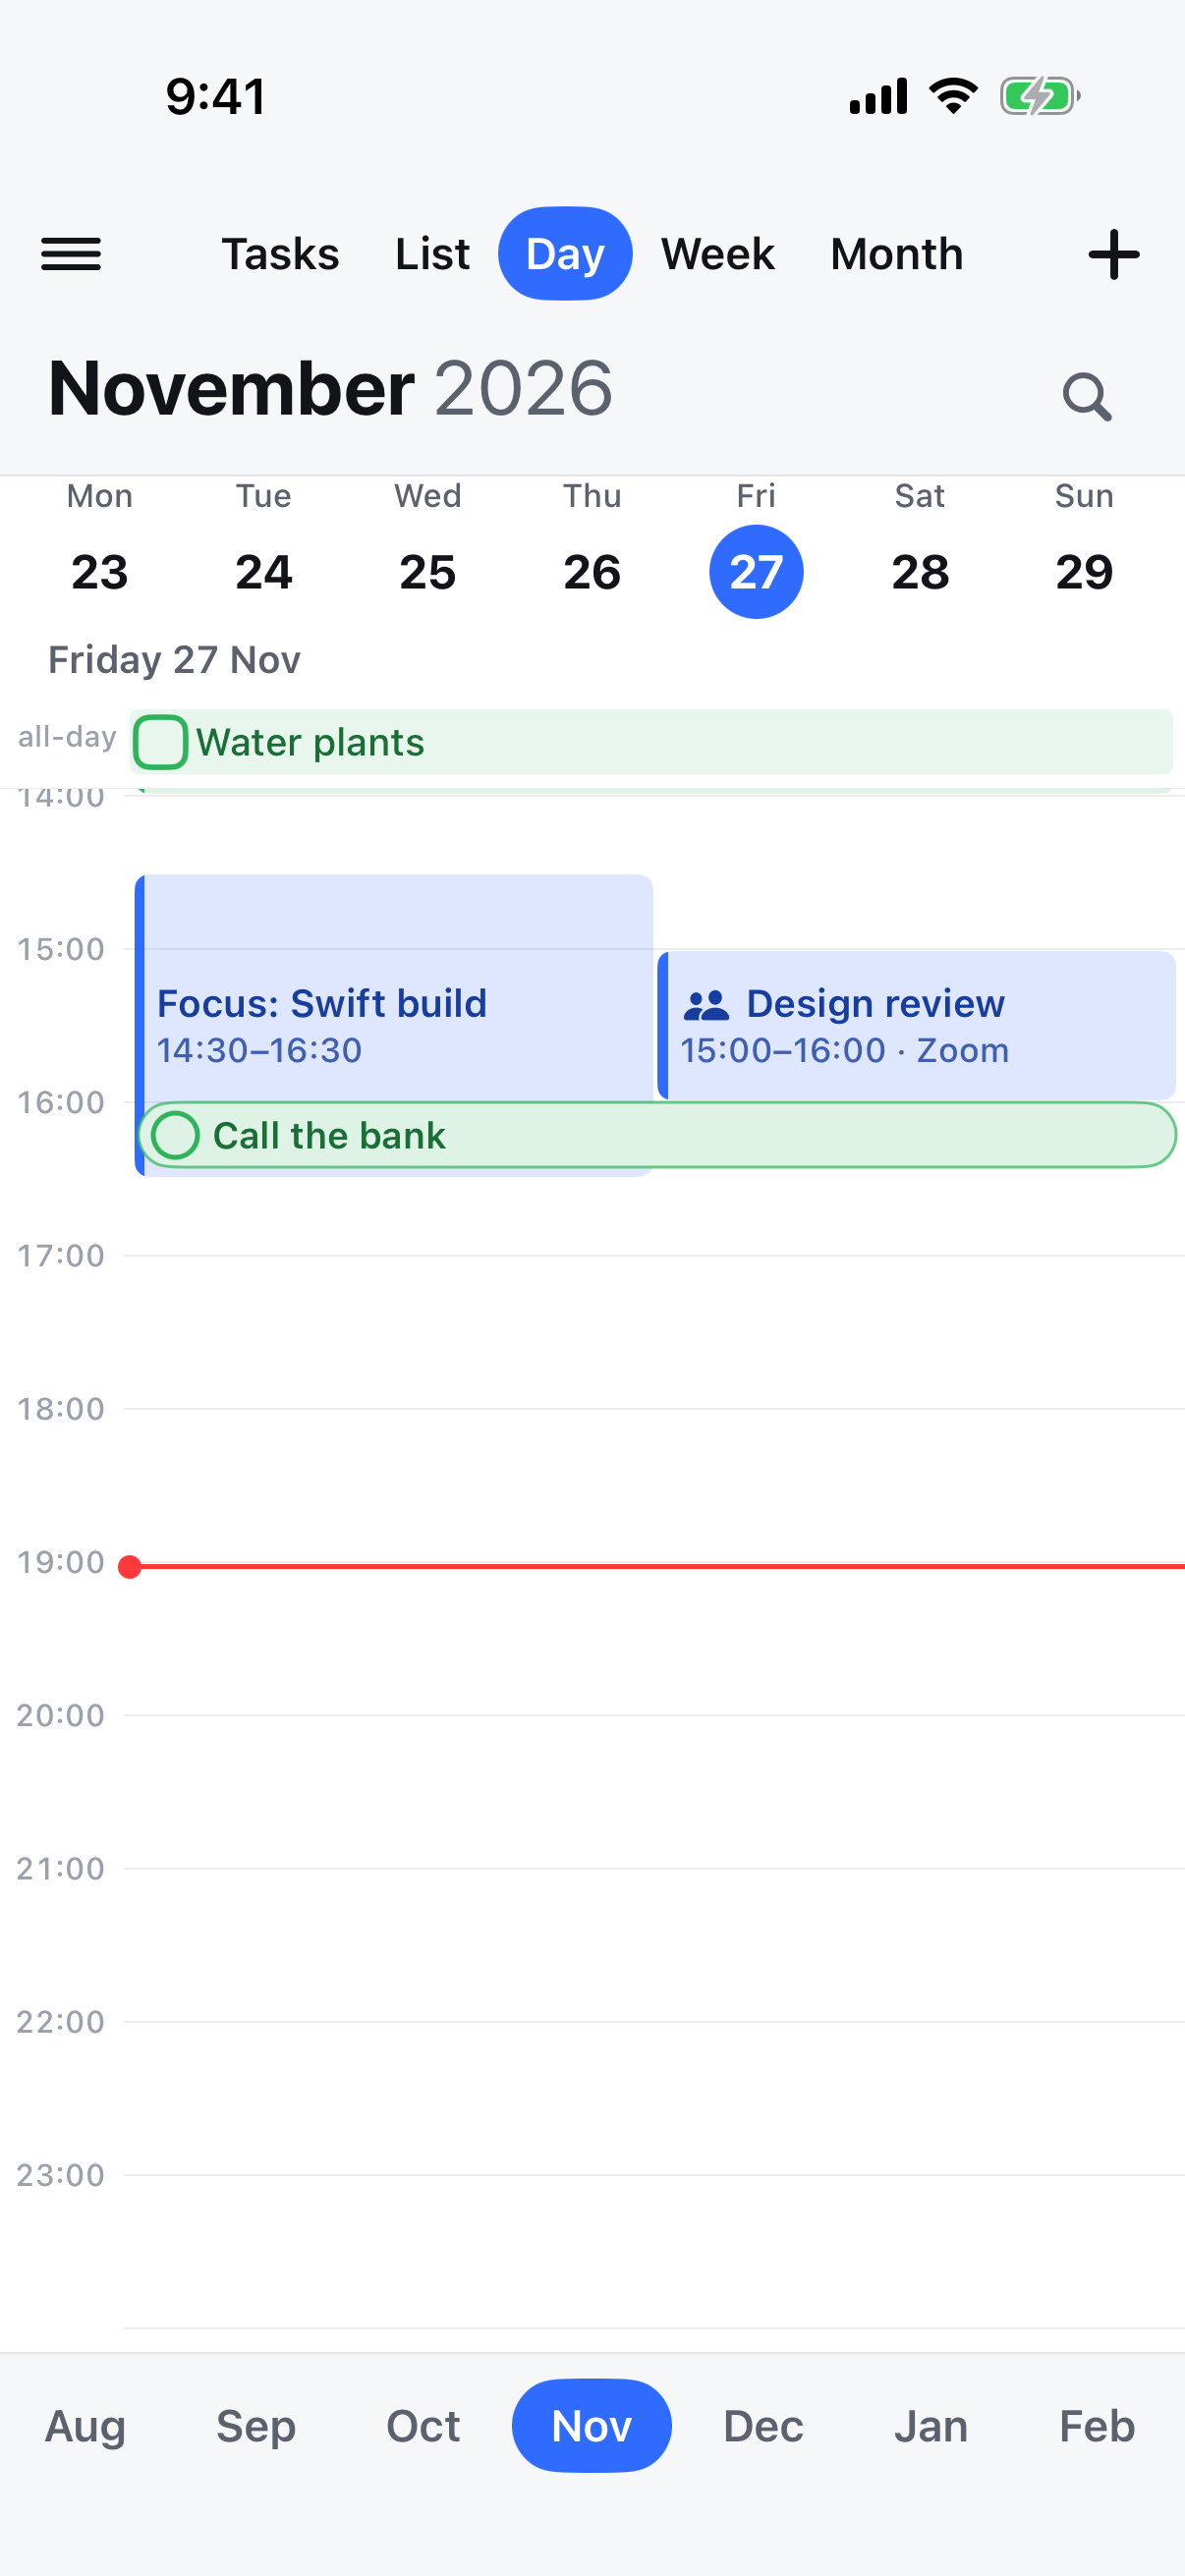 9:41
Tasks List Day Week Month
November 2026
Mon Tue Wed Thu Fri Sat Sun
23 24 25 26 27 28 29
Friday 27 Nov
all-day Water plants
14:00
15:00
Focus: Swift build
14:30–16:30
Design review
15:00–16:00 · Zoom
16:00
Call the bank
17:00
18:00
19:00
20:00
21:00
22:00
23:00
Aug Sep Oct Nov Dec Jan Feb